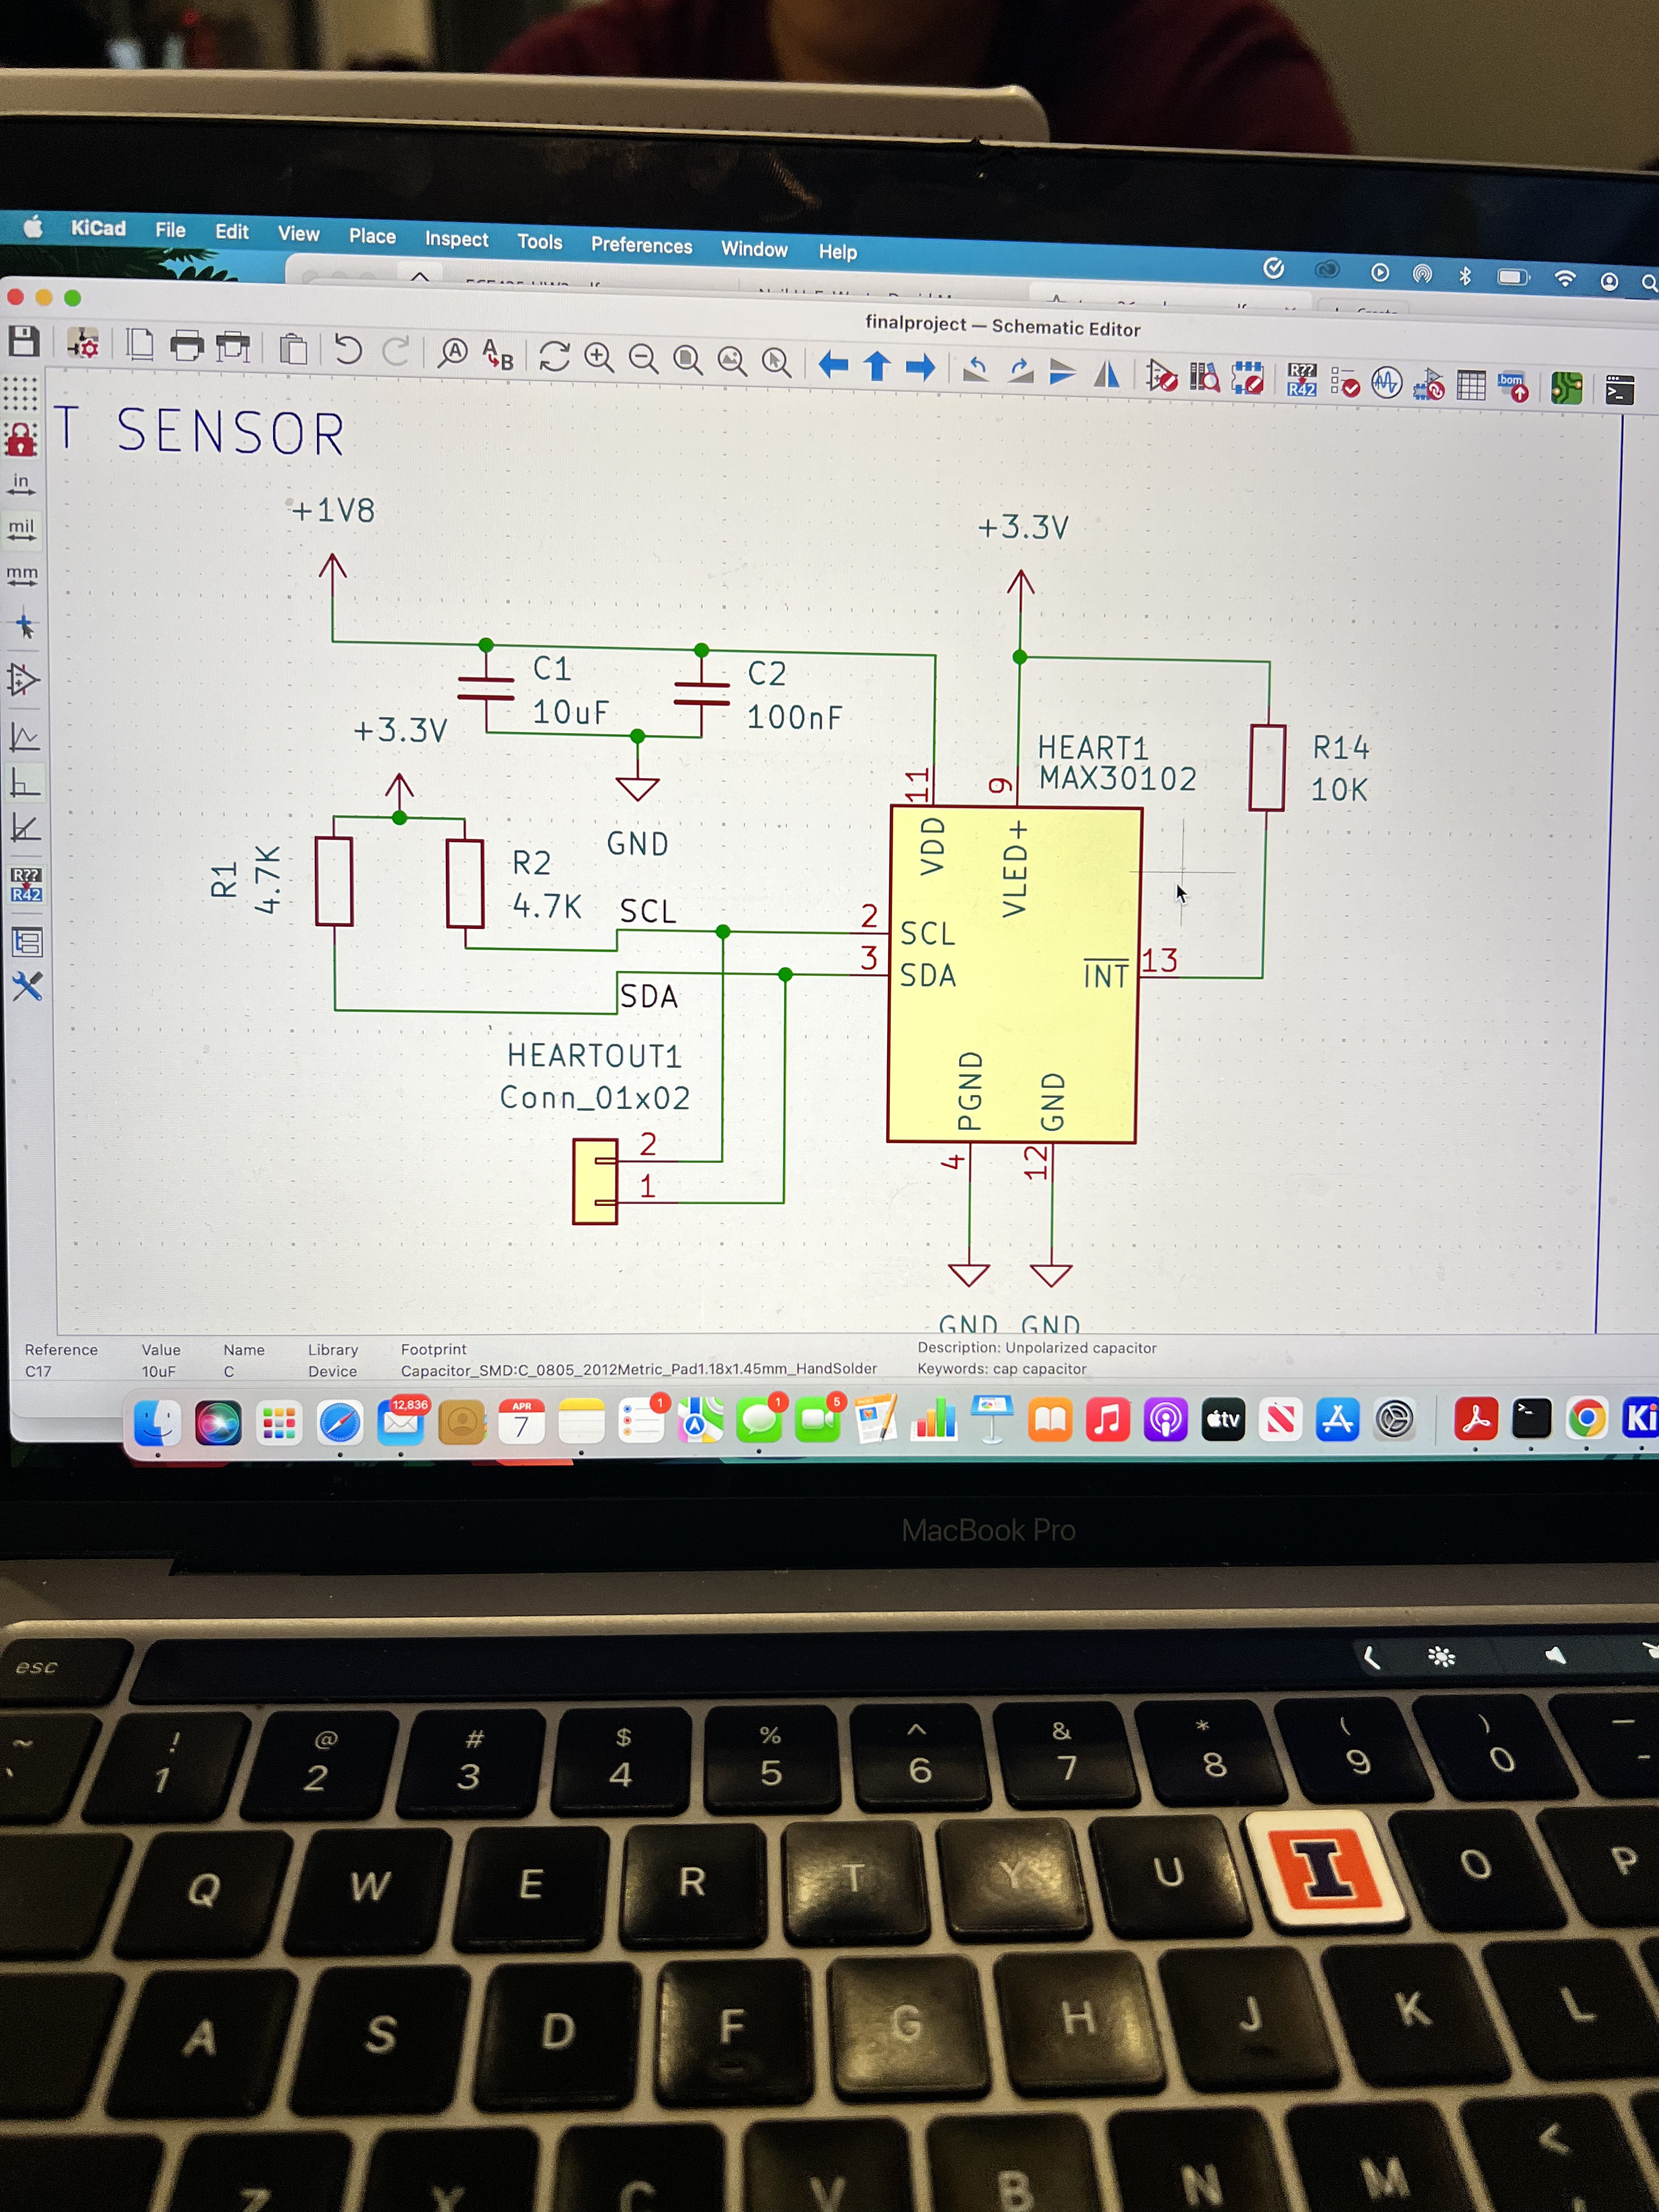 KiCad File Edit View Place Inspect Tools Preferences Window Help
finalproject — Schematic Editor
T SENSOR
in
mil
mm
R??
R42
R??
R42
.bom
+1V8
+3.3V
C1
10uF
C2
100nF
+3.3V
GND
R1
4.7K
R2
4.7K
SCL
SDA
HEART1
MAX30102
R14
10K
11
9
VDD
VLED+
2
SCL
3
SDA
INT
13
PGND
GND
4
12
GND GND
HEARTOUT1
Conn_01x02
2
1
Reference Value Name Library Footprint Description: Unpolarized capacitor
C17 10uF C Device Capacitor_SMD:C_0805_2012Metric_Pad1.18x1.45mm_HandSolder Keywords: cap capacitor
12,836
APR
7
1
1
5
tv
Ki
MacBook Pro
esc
~ ! @ # $ % ^ & * ( ) —
` 1 2 3 4 5 6 7 8 9 0 -
Q W E R T Y U I O P
A S D F G H J K L
Z X C V B N M <